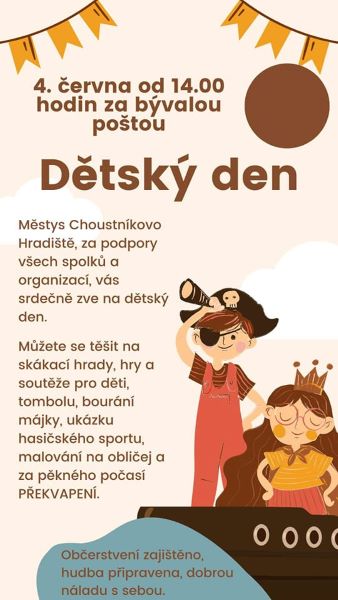 4. června od 14.00
hodin za bývalou
poštou
Dětský den
Městys Choustníkovo
Hradiště, za podpory
všech spolků a
organizací, vás
srdečně zve na dětský
den.
Můžete se těšit na
skákací hrady, hry a
soutěže pro děti,
tombolu, bourání
májky, ukázku
hasičského sportu,
malování na obličej a
za pěkného počasí
PŘEKVAPENÍ.
Občerstvení zajištěno,
hudba připravena, dobrou
náladu s sebou.